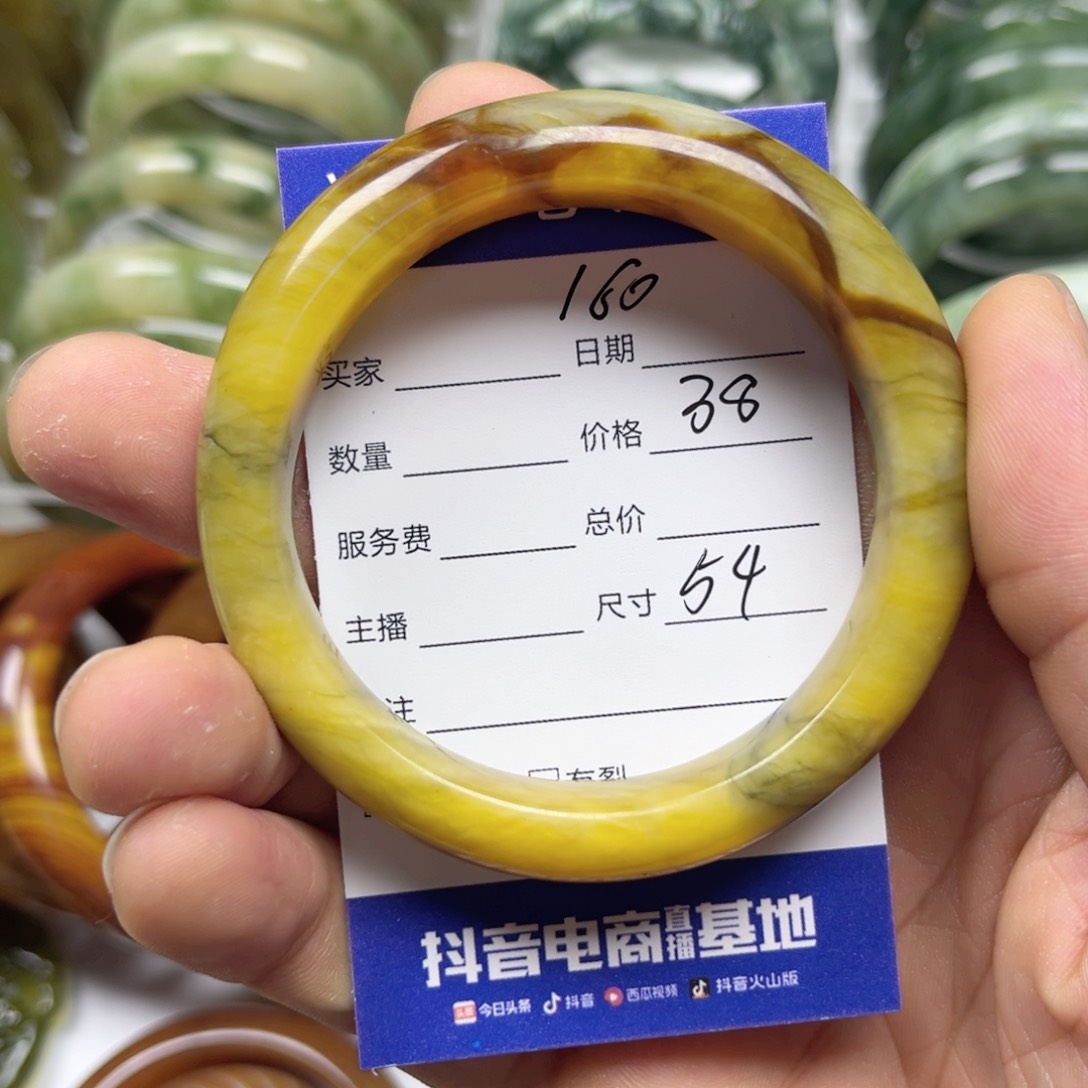 160
买家 日期
38
数量 价格
服务费 总价
54
主播 尺寸
注
有裂
抖音电商直播基地
今日头条 抖音 西瓜视频 抖音火山版